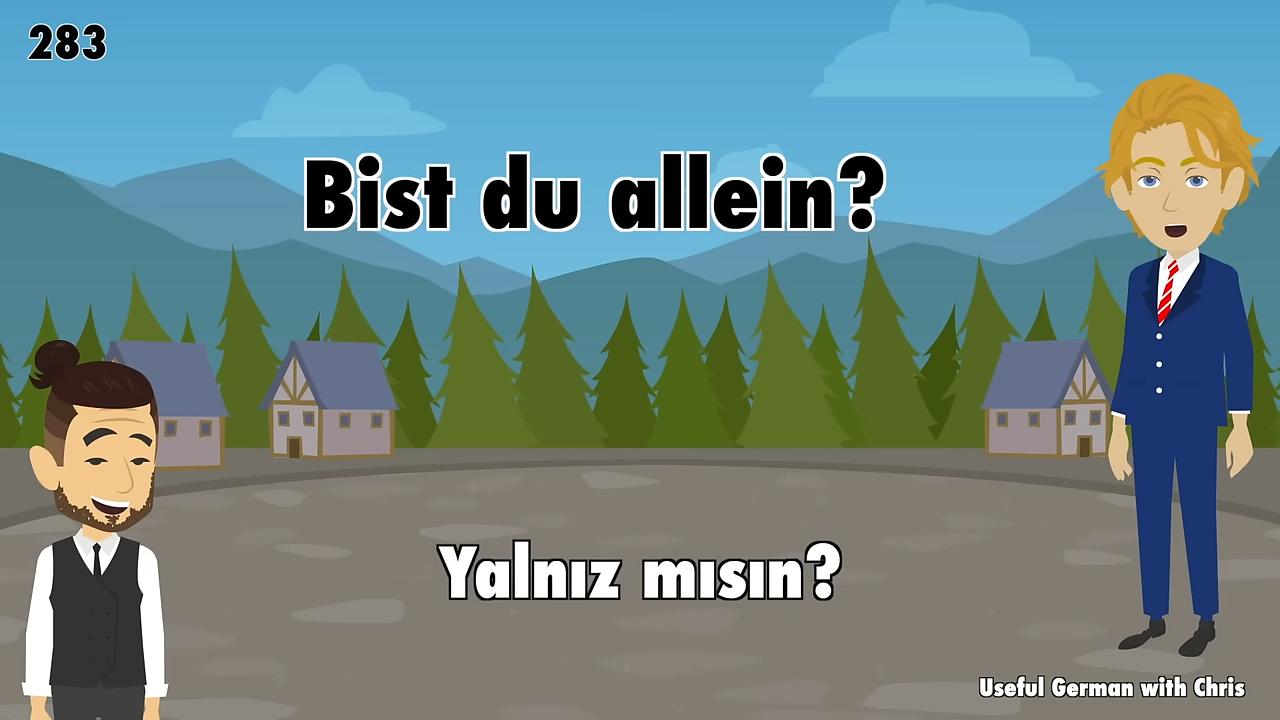 283
Bist du allein?
Yalnız mısın?
Useful German with Chris